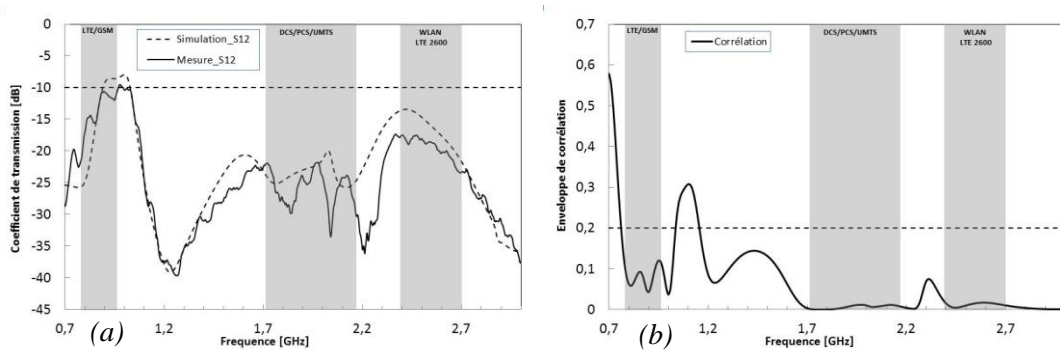 0
-5
-10
-15
-20
-25
-30
-35
-40
-45
Coefficient de transmission [dB]
LTE/GSM
DCS/PCS/UMTS
WLAN
LTE 2600
Simulation_S12
Mesure_S12
0,7
1,2
1,7
2,2
2,7
Frequence [GHz]
(a)
0,7
0,6
0,5
0,4
0,3
0,2
0,1
0
Enveloppe de corrélation
LTE/GSM
DCS/PCS/UMTS
WLAN
LTE 2600
Corrélation
0,7
1,2
1,7
2,2
2,7
Frequence [GHz]
(b)